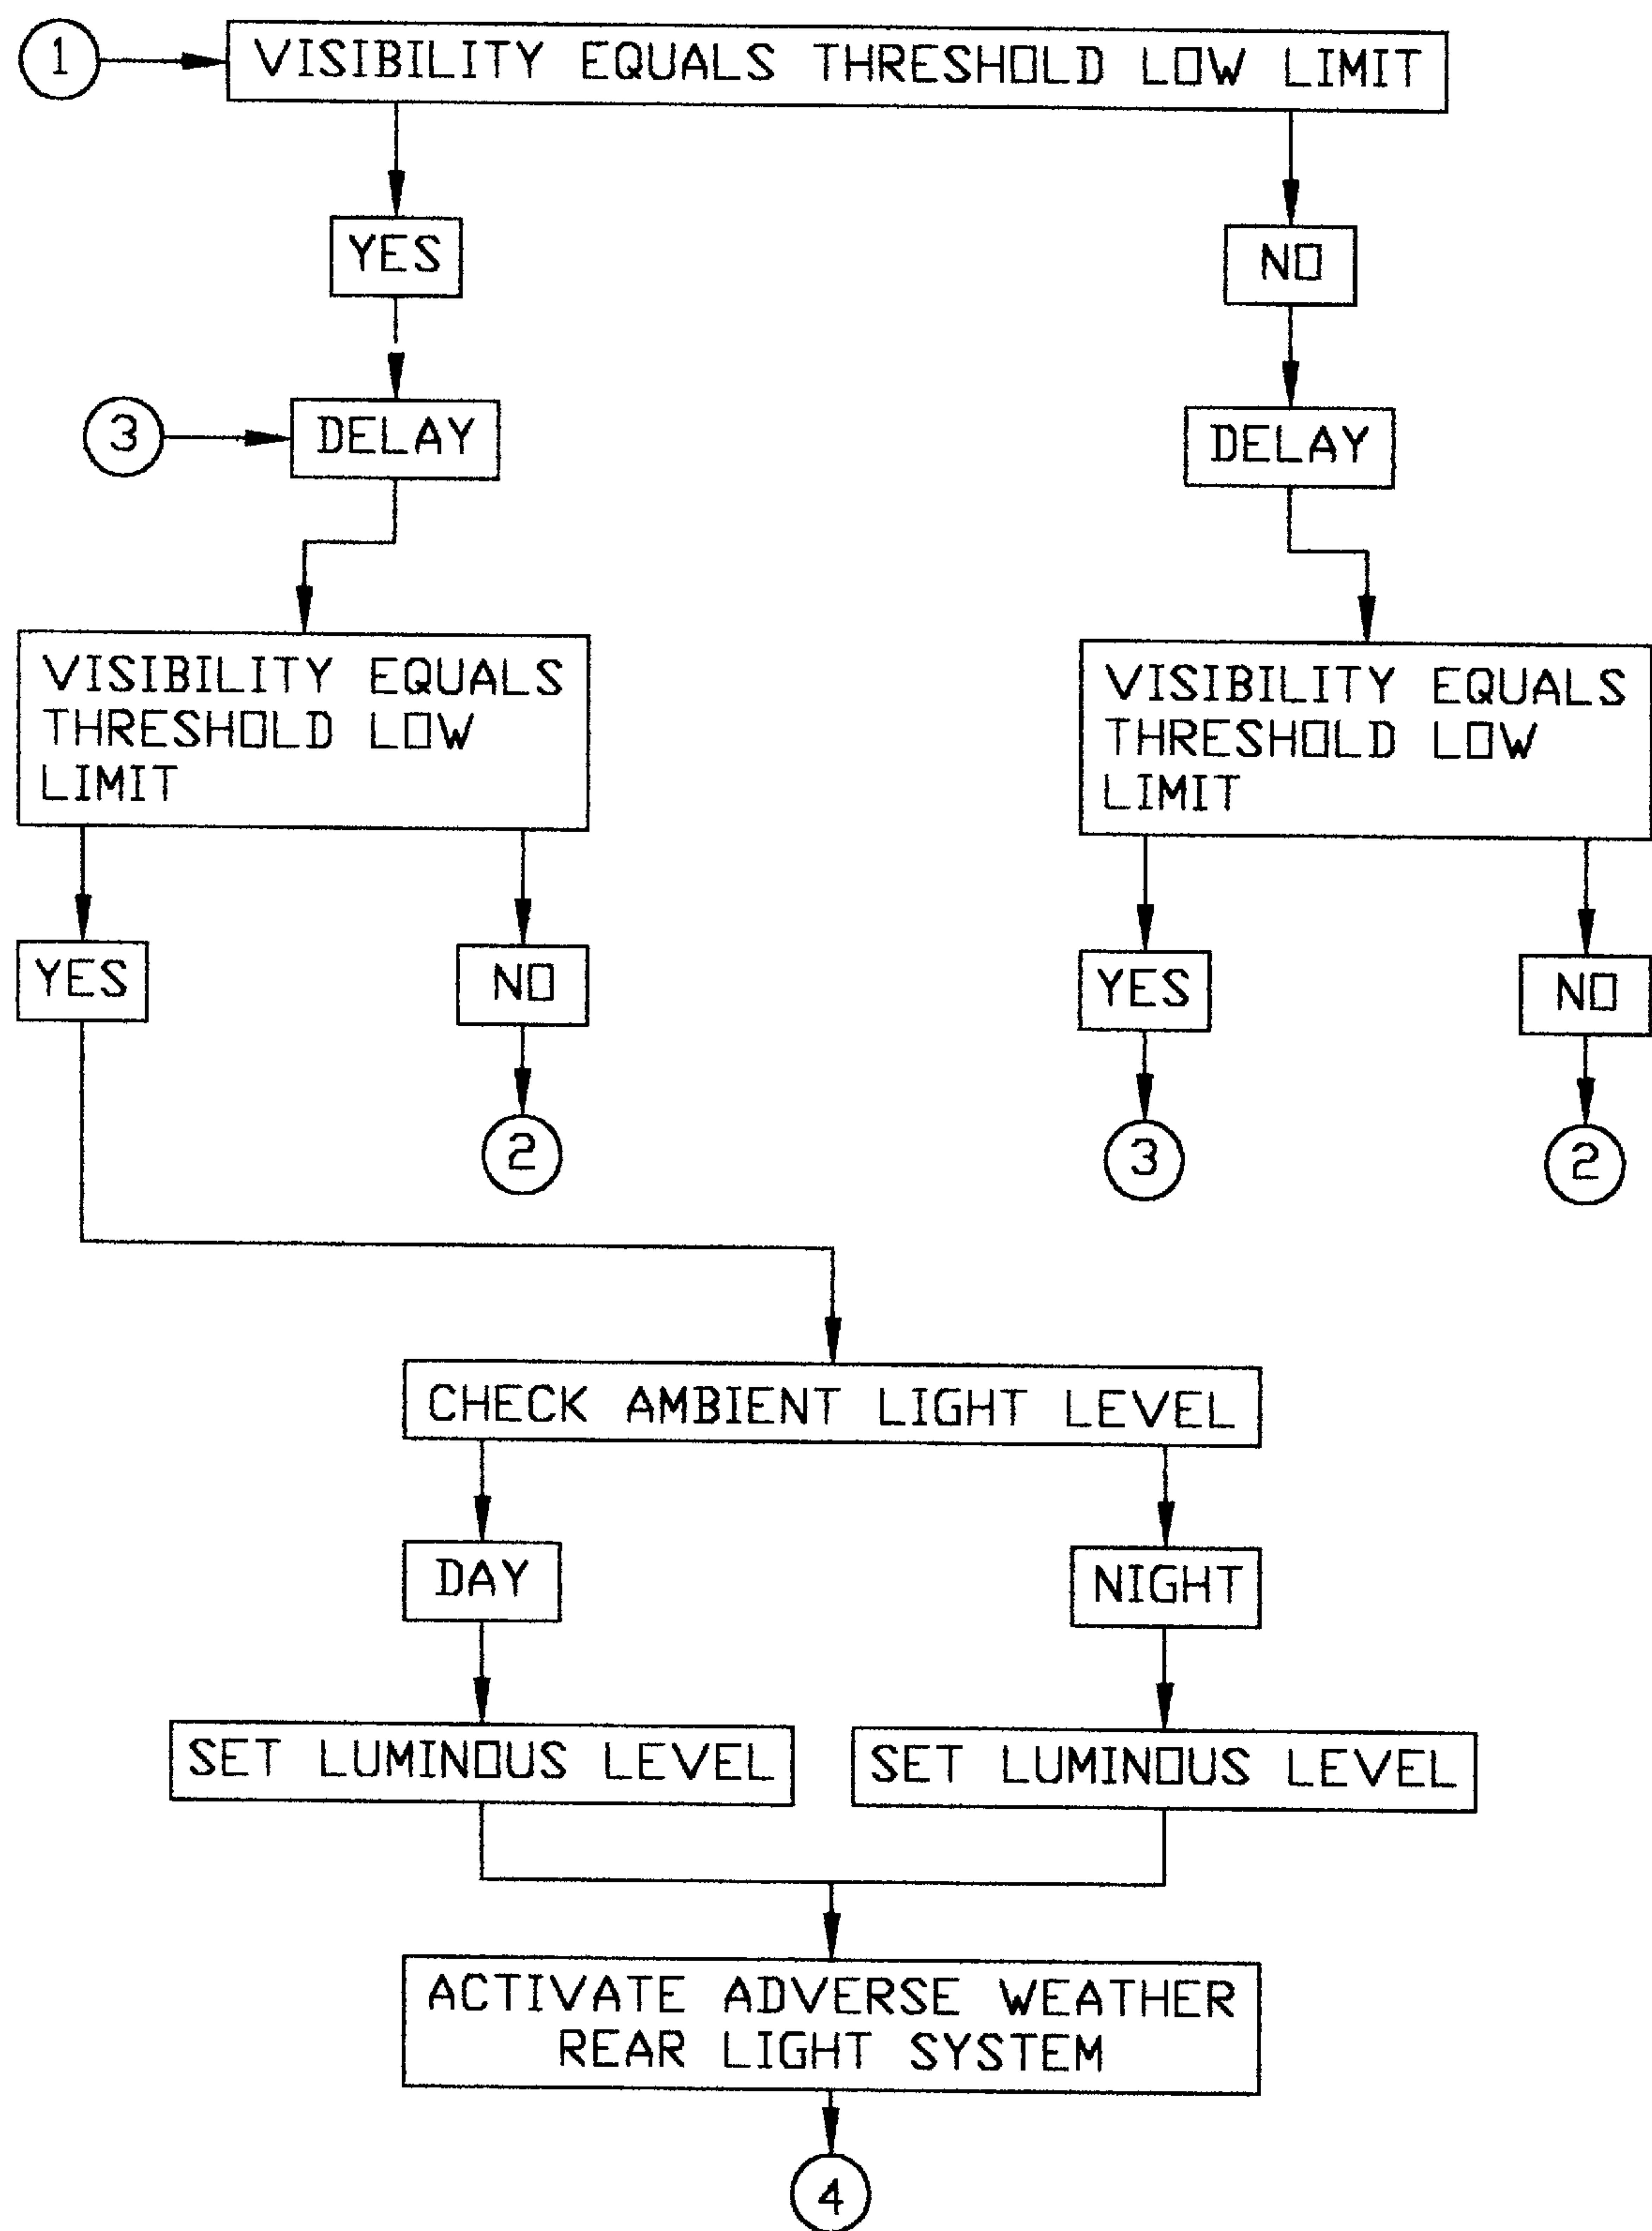 1
VISIBILITY EQUALS THRESHOLD LOW LIMIT
YES
NO
3
DELAY
DELAY
VISIBILITY EQUALS
THRESHOLD LOW
LIMIT
VISIBILITY EQUALS
THRESHOLD LOW
LIMIT
YES
NO
YES
NO
2
3
2
CHECK AMBIENT LIGHT LEVEL
DAY
NIGHT
SET LUMINOUS LEVEL
SET LUMINOUS LEVEL
ACTIVATE ADVERSE WEATHER
REAR LIGHT SYSTEM
4